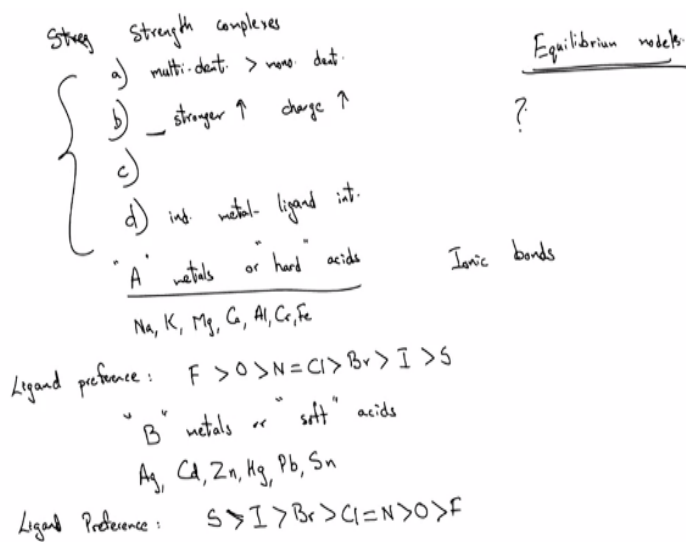 Streg Strength complexes
a) multi-dent. > mono. dent.
b) _ stronger ↑ charge ↑
c)
d) ind. metal-ligand int.
Equilibrium models.
?
"A" metals or "hard" acids
Ionic bonds
Na, K, Mg, Ca, Al, Cr, Fe
Ligand preference: F > O > N = Cl > Br > I > S
"B" metals or "soft" acids
Ag, Cd, Zn, Hg, Pb, Sn
Ligand Preference: S > I > Br > Cl = N > O > F